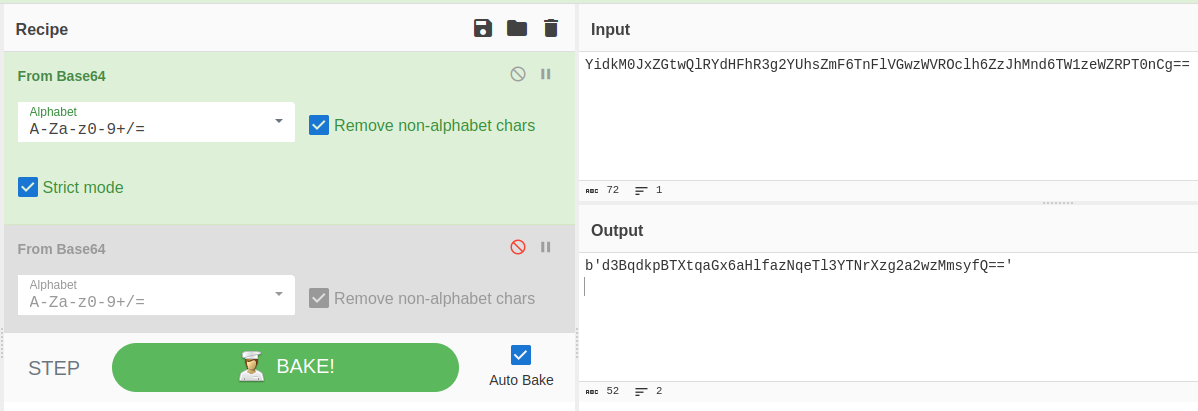 Recipe
From Base64
Alphabet
A-Za-z0-9+/=
Remove non-alphabet chars
Strict mode
From Base64
Alphabet
A-Za-z0-9+/=
Remove non-alphabet chars
STEP
BAKE!
Auto Bake
Input
YidkM0JxZGtwQlRYdHFhR3g2YUhsZmF6TnFlVGwzWVROclh6ZzJhMnd6TW1zeWZRPT0nCg==
ABC 72 1
Output
b'd3BqdkpBTXtqaGx6aHlfazNqeTl3YTNrXzg2a2wzMmsyfQ=='
ABC 52 2